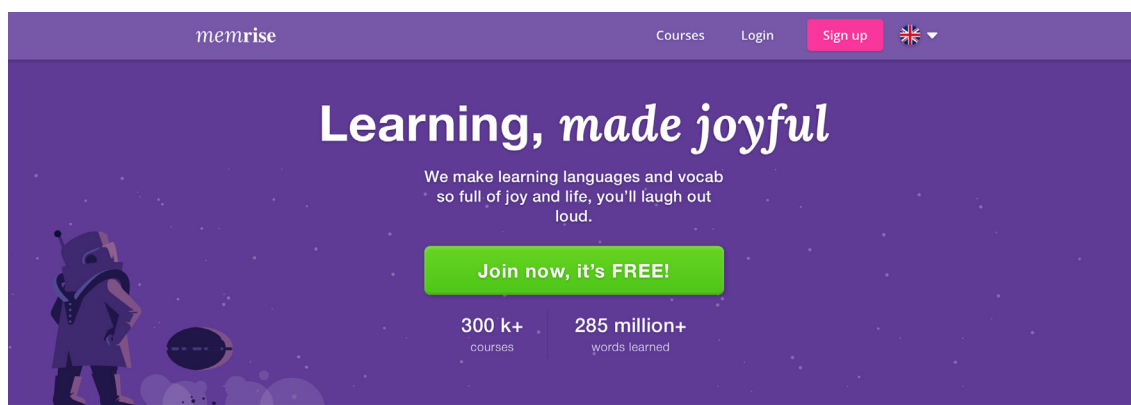 memrise
Courses Login Sign up
Learning, made joyful
We make learning languages and vocab
so full of joy and life, you'll laugh out
loud.
Join now, it's FREE!
300 k+ 285 million+
courses words learned